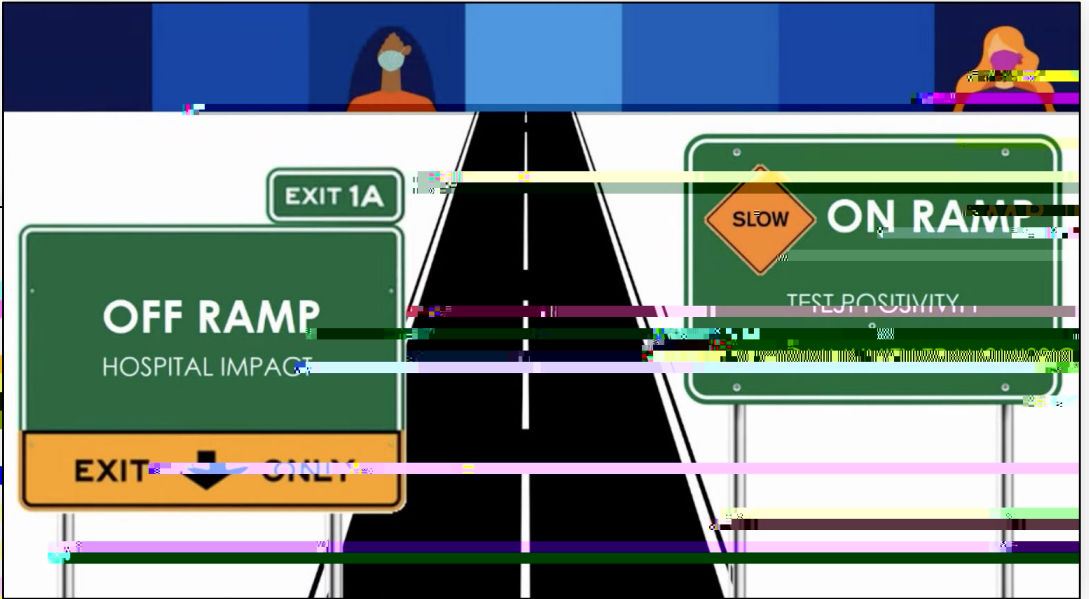 EXIT 1A
OFF RAMP
HOSPITAL IMPACT
EXIT ONLY
SLOW
ON RAMP
TEST POSITIVITY